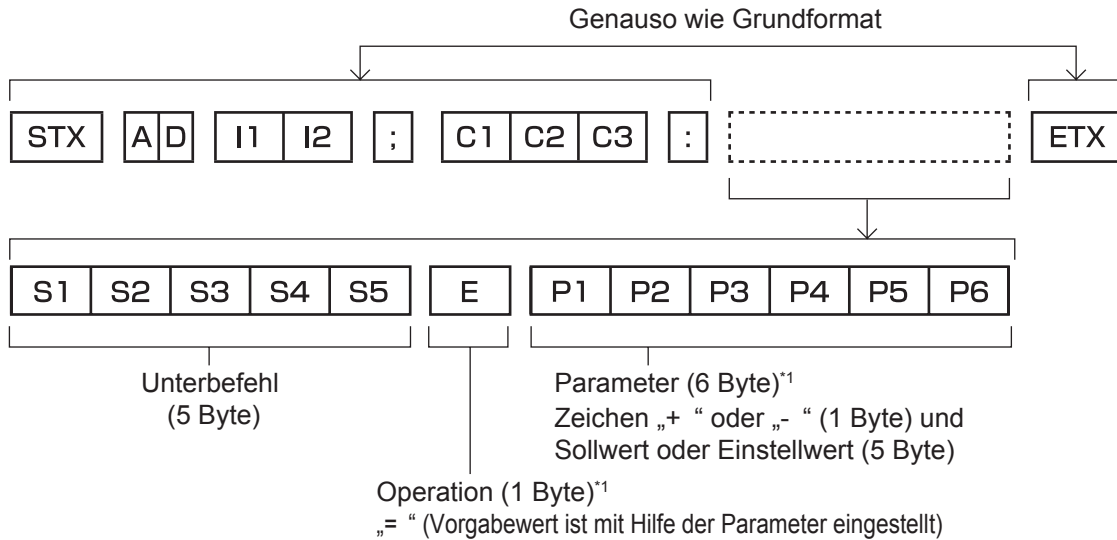 Genauso wie Grundformat
STX A D I1 I2 ; C1 C2 C3 : ETX
S1 S2 S3 S4 S5 E P1 P2 P3 P4 P5 P6
Unterbefehl
(5 Byte)
Parameter (6 Byte)*1
Zeichen „+ “ oder „- “ (1 Byte) und
Sollwert oder Einstellwert (5 Byte)
Operation (1 Byte)*1
„= “ (Vorgabewert ist mit Hilfe der Parameter eingestellt)